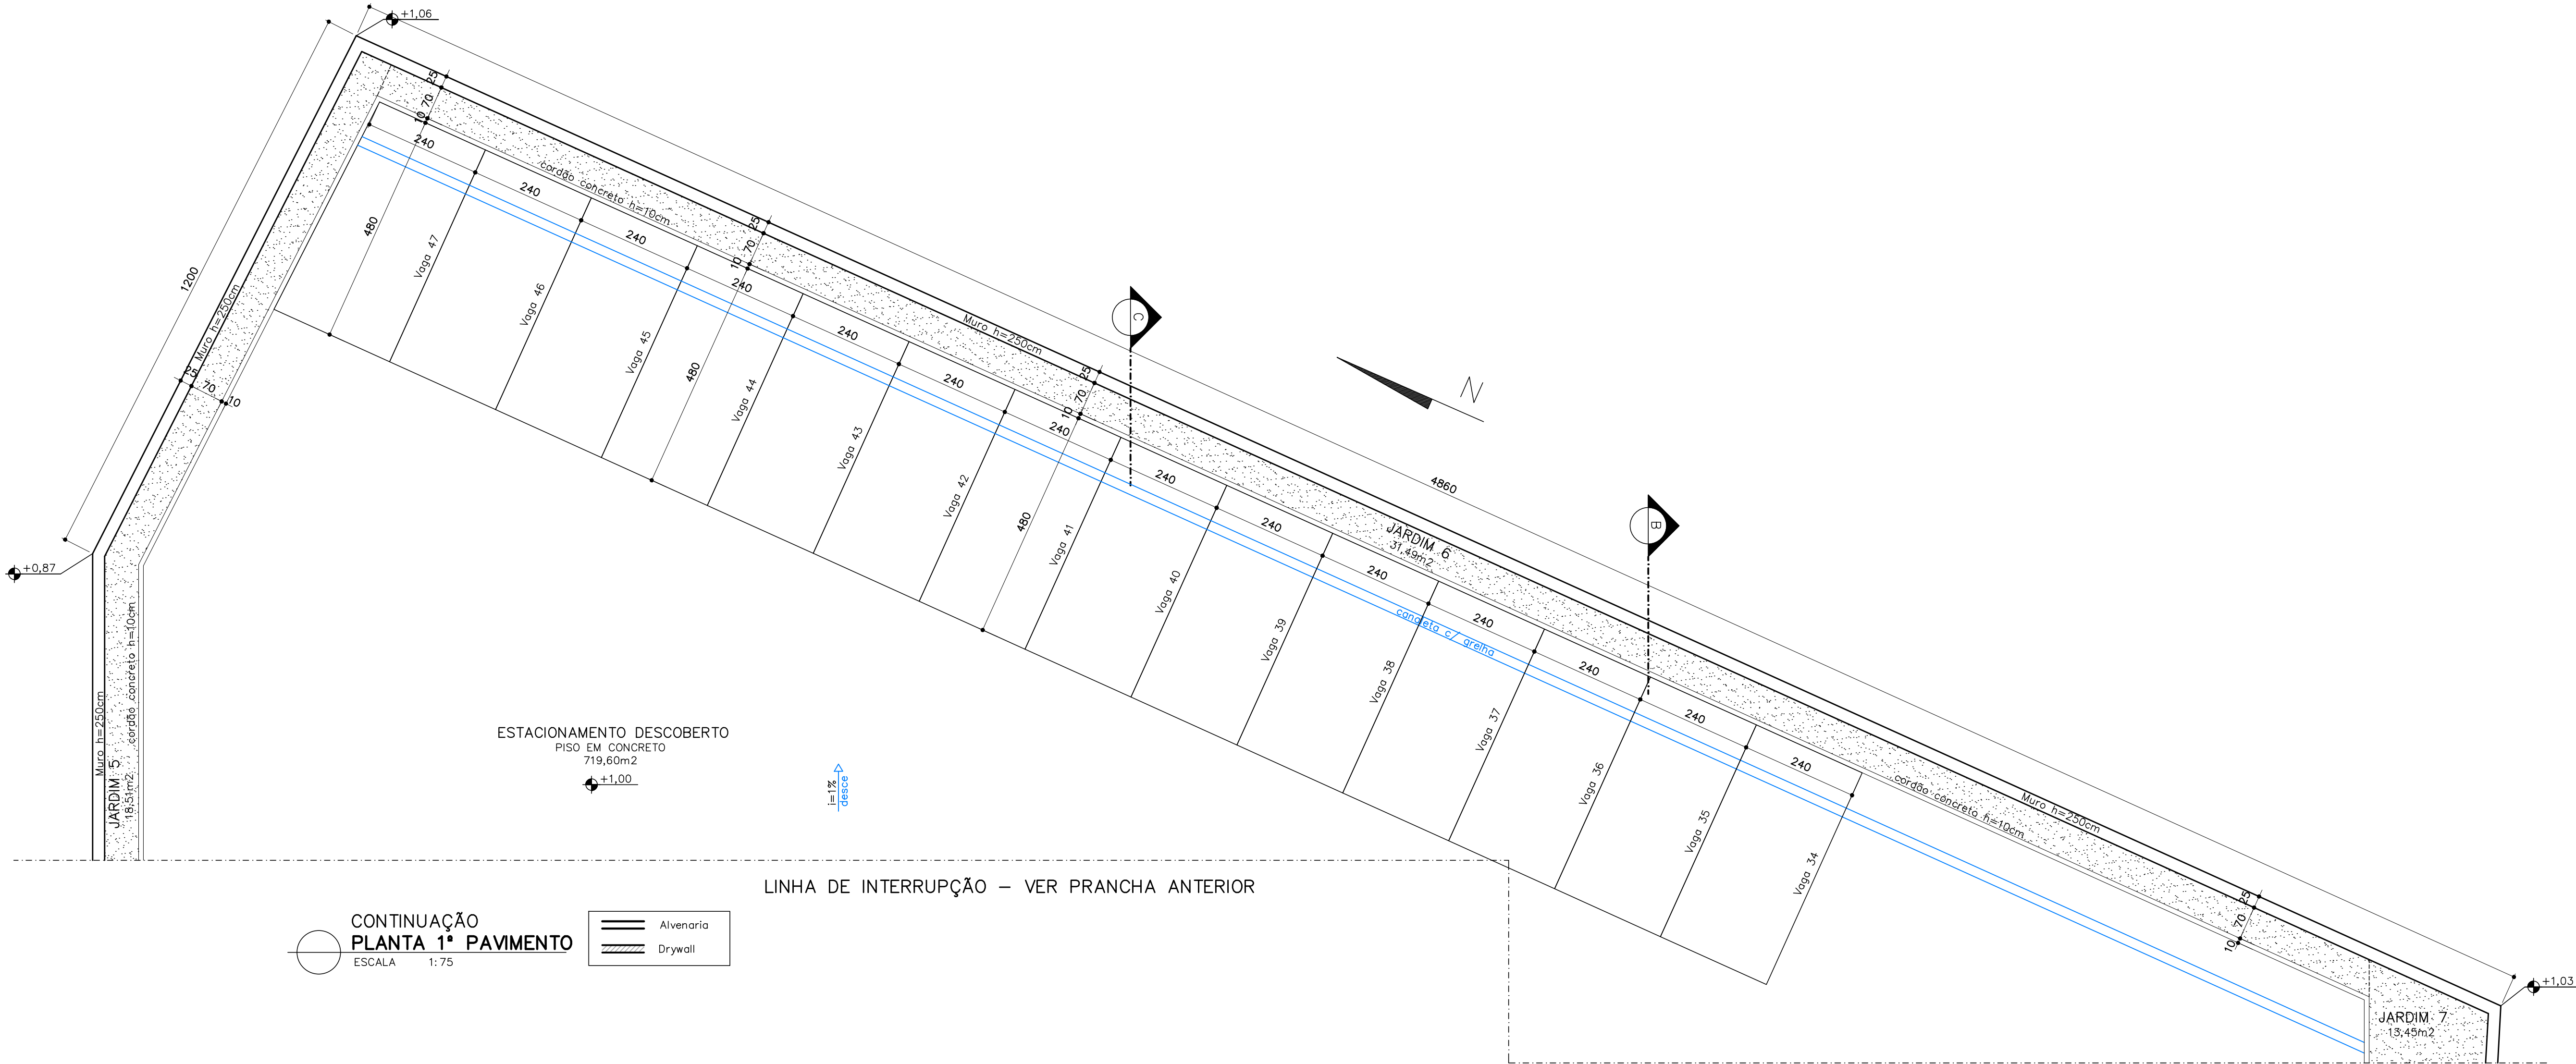 +1,06
25
70
10
240
cordão concreto h=10cm
480
Vaga 47
240
Vaga 46
240
Vaga 45
25
70
10
240
480
Vaga 44
240
Vaga 43
240
Vaga 42
Muro h=250cm
25
70
10
240
480
Vaga 41
240
Vaga 40
240
Vaga 39
240
Vaga 38
240
Vaga 37
240
Vaga 36
240
Vaga 35
240
Vaga 34
C
N
4860
B
JARDIM 6
31,49m2
canaleta c/ grelha
1200
Muro h=250cm
25
70
10
+0,87
cordão concreto h=10cm
Muro h=250cm
JARDIM 5
18,51m2
ESTACIONAMENTO DESCOBERTO
PISO EM CONCRETO
719,60m2
+1,00
i=1%
desce
cordão concreto h=10cm
Muro h=250cm
25
70
10
+1,03
JARDIM 7
13,45m2
LINHA DE INTERRUPÇÃO – VER PRANCHA ANTERIOR
CONTINUAÇÃO
PLANTA 1º PAVIMENTO
ESCALA 1:75
Alvenaria
Drywall